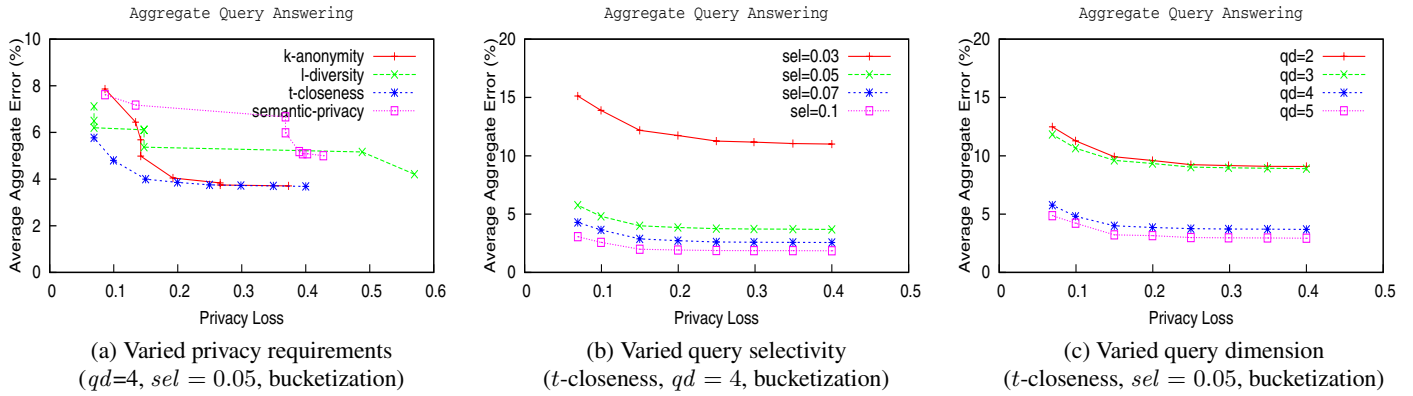 Aggregate Query Answering
Average Aggregate Error (%)
10
8
6
4
2
0
k-anonymity
l-diversity
t-closeness
semantic-privacy
0 0.1 0.2 0.3 0.4 0.5 0.6
Privacy Loss
(a) Varied privacy requirements
(qd=4, sel = 0.05, bucketization)
Aggregate Query Answering
Average Aggregate Error (%)
20
15
10
5
0
sel=0.03
sel=0.05
sel=0.07
sel=0.1
0 0.1 0.2 0.3 0.4 0.5
Privacy Loss
(b) Varied query selectivity
(t-closeness, qd = 4, bucketization)
Aggregate Query Answering
Average Aggregate Error (%)
20
15
10
5
0
qd=2
qd=3
qd=4
qd=5
0 0.1 0.2 0.3 0.4 0.5
Privacy Loss
(c) Varied query dimension
(t-closeness, sel = 0.05, bucketization)